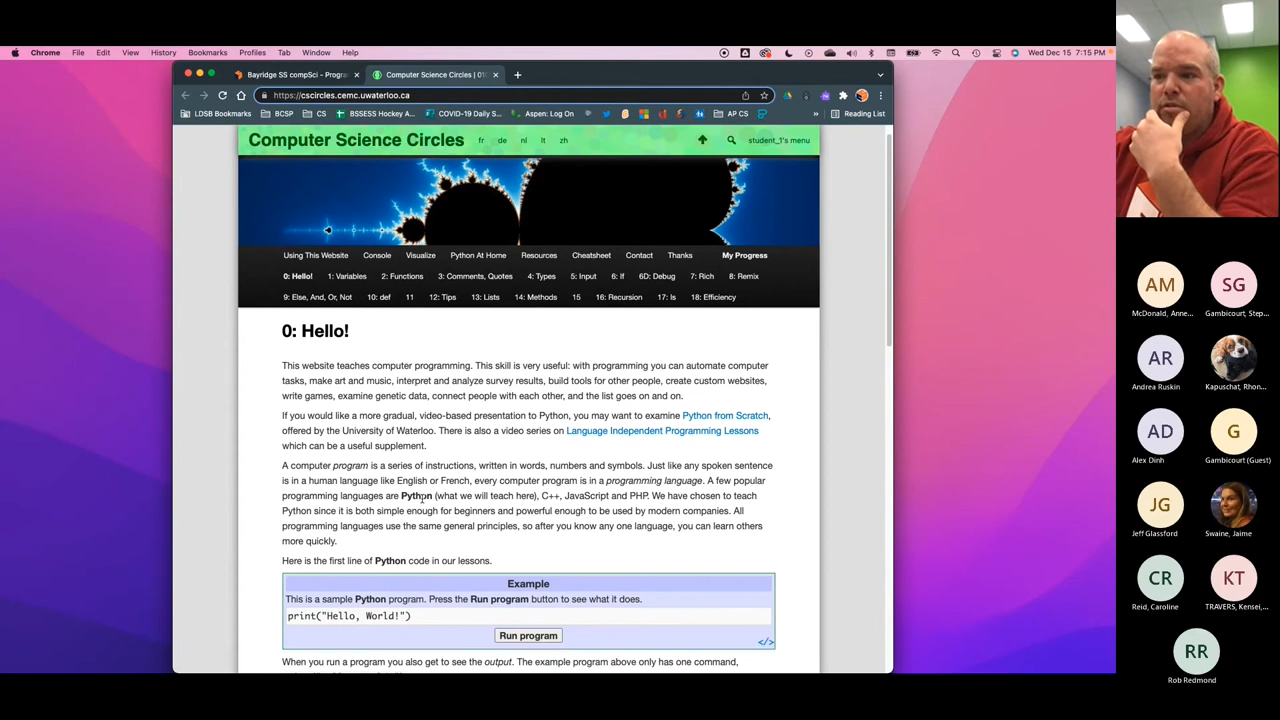 Chrome File Edit View History Bookmarks Profiles Tab Window Help Wed Dec 15 7:15 PM
Bayridge SS compSci - Progra Computer Science Circles | 01
https://cscircles.cemc.uwaterloo.ca
LDSB Bookmarks BCSP CS BSSESS Hockey A... COVID-19 Daily S... Aspen: Log On AP CS » Reading List
Computer Science Circles fr de nl lt zh student_1's menu
Using This Website Console Visualize Python At Home Resources Cheatsheet Contact Thanks My Progress
0: Hello! 1: Variables 2: Functions 3: Comments, Quotes 4: Types 5: Input 6: If 6D: Debug 7: Rich 8: Remix
9: Else, And, Or, Not 10: def 11 12: Tips 13: Lists 14: Methods 15 16: Recursion 17: Is 18: Efficiency
0: Hello!
This website teaches computer programming. This skill is very useful: with programming you can automate computer
tasks, make art and music, interpret and analyze survey results, build tools for other people, create custom websites,
write games, examine genetic data, connect people with each other, and the list goes on and on.
If you would like a more gradual, video-based presentation to Python, you may want to examine Python from Scratch,
offered by the University of Waterloo. There is also a video series on Language Independent Programming Lessons
which can be a useful supplement.
A computer program is a series of instructions, written in words, numbers and symbols. Just like any spoken sentence
is in a human language like English or French, every computer program is in a programming language. A few popular
programming languages are Python (what we will teach here), C++, JavaScript and PHP. We have chosen to teach
Python since it is both simple enough for beginners and powerful enough to be used by modern companies. All
programming languages use the same general principles, so after you know any one language, you can learn others
more quickly.
Here is the first line of Python code in our lessons.
Example
This is a sample Python program. Press the Run program button to see what it does.
print("Hello, World!")
Run program
</>
When you run a program you also get to see the output. The example program above only has one command,
AM SG
McDonald, Anne... Gambicourt, Step...
AR
Andrea Ruskin Kapuschat, Rhon...
AD G
Alex Dinh Gambicourt (Guest)
JG
Jeff Glassford Swaine, Jaime
CR KT
Reid, Caroline TRAVERS, Kensei,...
RR
Rob Redmond